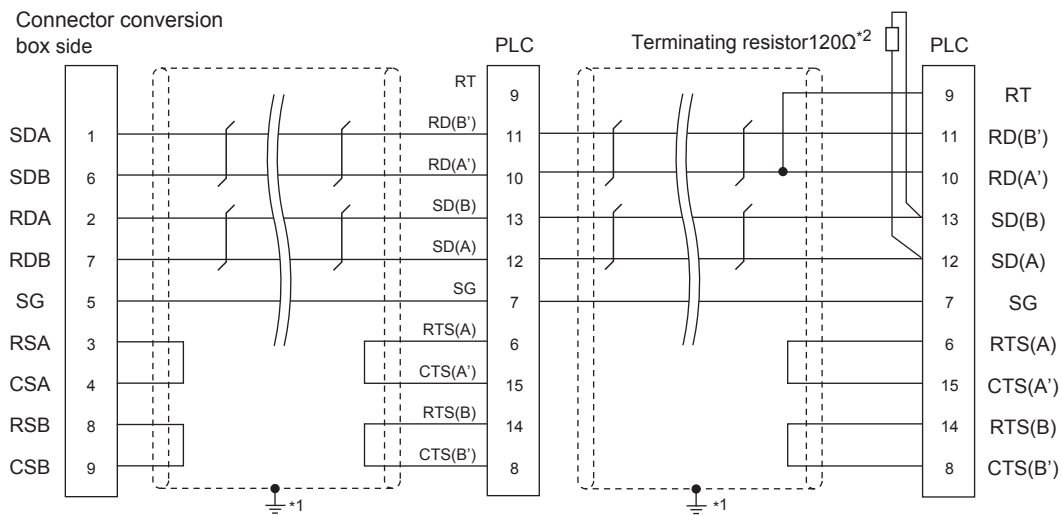 Connector conversion
box side
PLC
Terminating resistor120Ω*2
PLC
RT
9
9
RT
SDA
1
RD(B')
11
11
RD(B')
SDB
6
RD(A')
10
10
RD(A')
RDA
2
SD(B)
13
13
SD(B)
RDB
7
SD(A)
12
12
SD(A)
SG
5
SG
7
7
SG
RSA
3
RTS(A)
6
6
RTS(A)
CSA
4
CTS(A')
15
15
CTS(A')
RSB
8
RTS(B)
14
14
RTS(B)
CSB
9
CTS(B')
8
8
CTS(B')
*1
*1